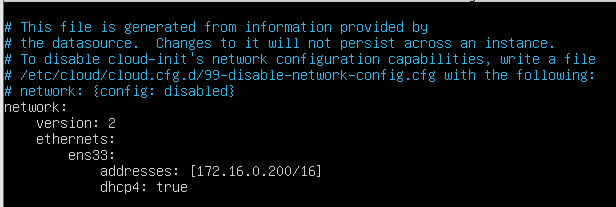 # This file is generated from information provided by
# the datasource.  Changes to it will not persist across an instance.
# To disable cloud-init's network configuration capabilities, write a file
# /etc/cloud/cloud.cfg.d/99-disable-network-config.cfg with the following:
# network: {config: disabled}
network:
    version: 2
    ethernets:
        ens33:
            addresses: [172.16.0.200/16]
            dhcp4: true